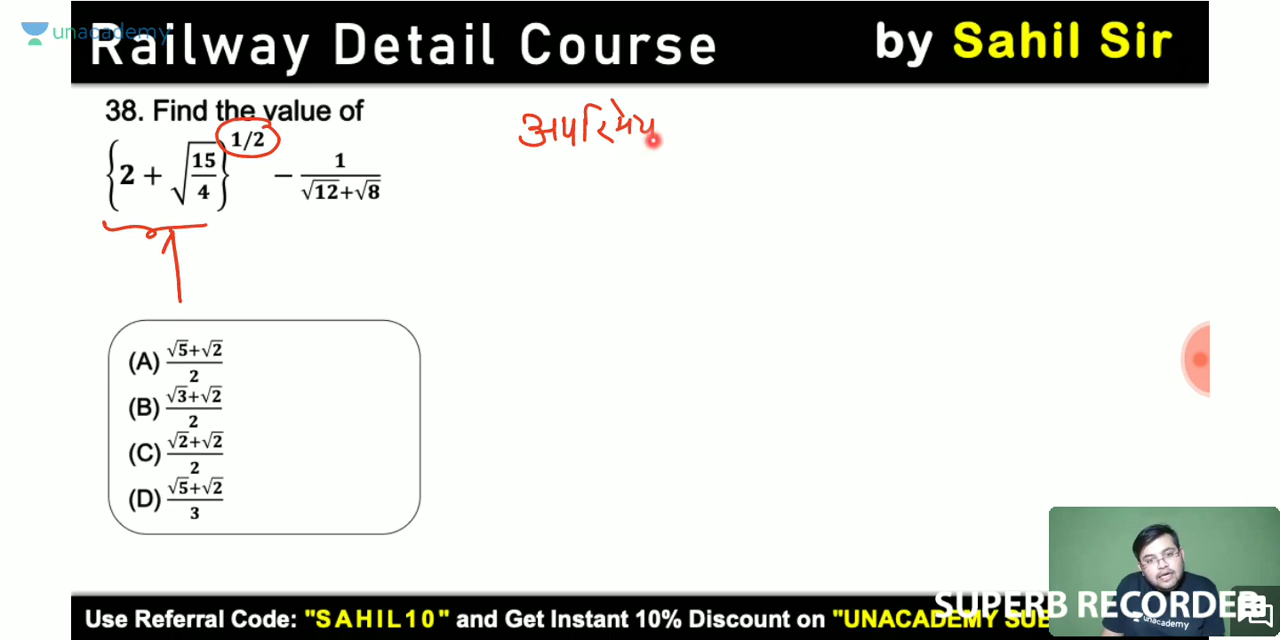 unacademy
Railway Detail Course by Sahil Sir
38. Find the value of
{2 + √(15/4)}^1/2 − 1/(√12+√8)
अपरिमेय
(A) (√5+√2)/2
(B) (√3+√2)/2
(C) (√2+√2)/2
(D) (√5+√2)/3
unacademy
SUPERB RECORDER
Use Referral Code: "SAHIL10" and Get Instant 10% Discount on "UNACADEMY SUB